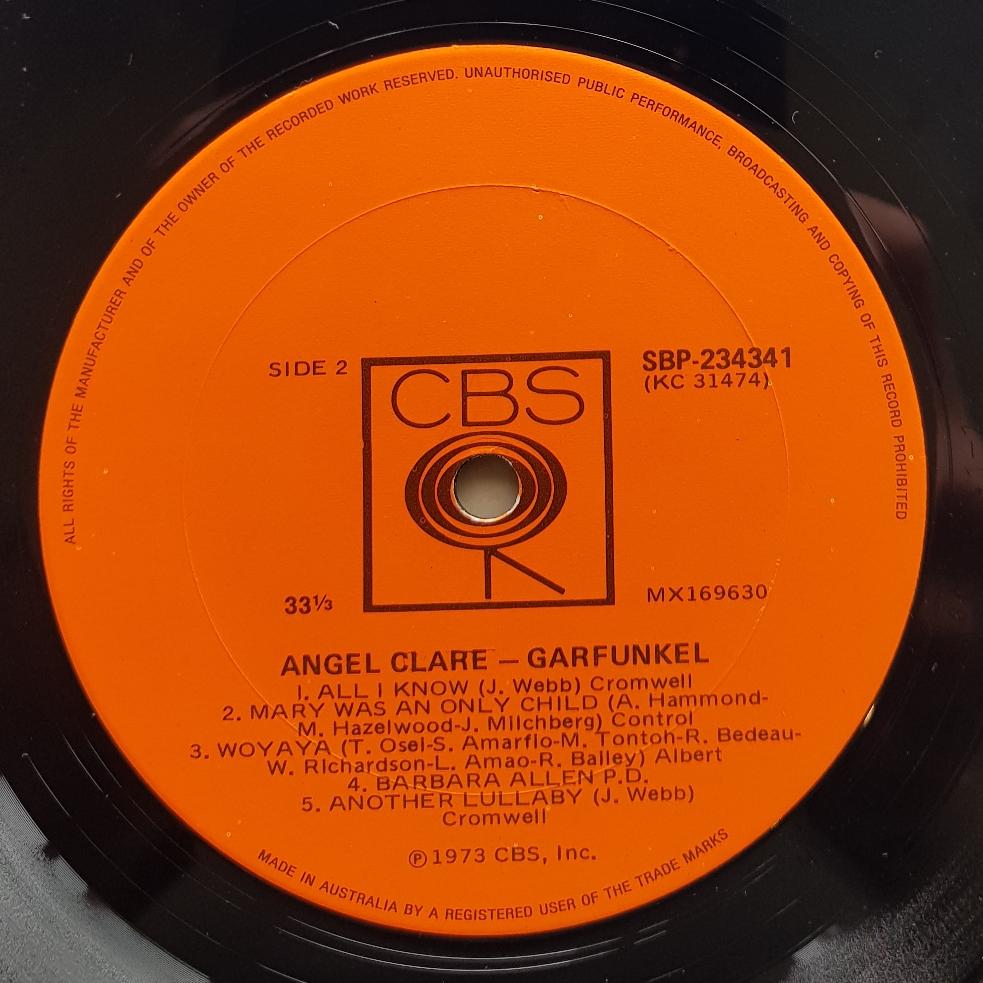 ALL RIGHTS OF THE MANUFACTURER AND OF THE OWNER OF THE RECORDED WORK RESERVED. UNAUTHORISED PUBLIC PERFORMANCE, BROADCASTING AND COPYING OF THIS RECORD PROHIBITED
SIDE 2
CBS
SBP-234341
(KC 31474)
33⅓
MX169630
ANGEL CLARE – GARFUNKEL
1. ALL I KNOW (J. Webb) Cromwell
2. MARY WAS AN ONLY CHILD (A. Hammond-
M. Hazelwood-J. Milchberg) Control
3. WOYAYA (T. Osei-S. Amarfio-M. Tontoh-R. Bedeau-
W. Richardson-L. Amao-R. Bailey) Albert
4. BARBARA ALLEN P.D.
5. ANOTHER LULLABY (J. Webb)
Cromwell
℗ 1973 CBS, Inc.
MADE IN AUSTRALIA BY A REGISTERED USER OF THE TRADE MARKS